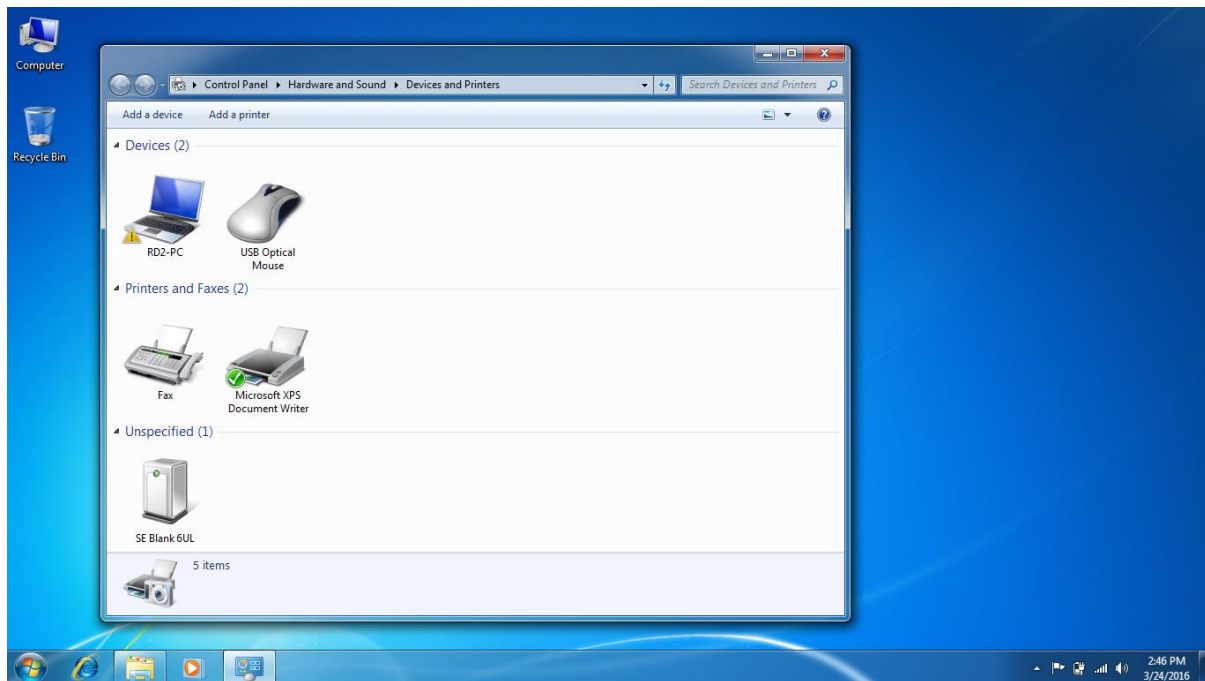 Computer
Recycle Bin
Control Panel Hardware and Sound Devices and Printers
Search Devices and Printers
Add a device Add a printer
Devices (2)
RD2-PC
USB Optical
Mouse
Printers and Faxes (2)
Fax
Microsoft XPS
Document Writer
Unspecified (1)
SE Blank 6UL
5 items
2:46 PM
3/24/2016